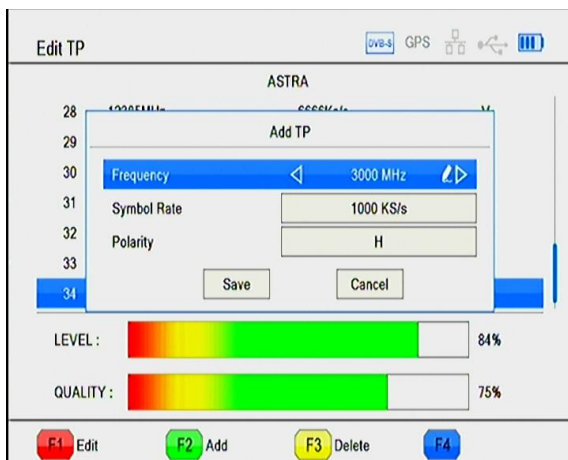 Edit TP
DVB-S GPS
ASTRA
28
Add TP
29
30 Frequency 3000 MHz
31 Symbol Rate 1000 KS/s
32 Polarity H
33
Save Cancel
34
LEVEL : 84%
QUALITY : 75%
F1 Edit F2 Add F3 Delete F4